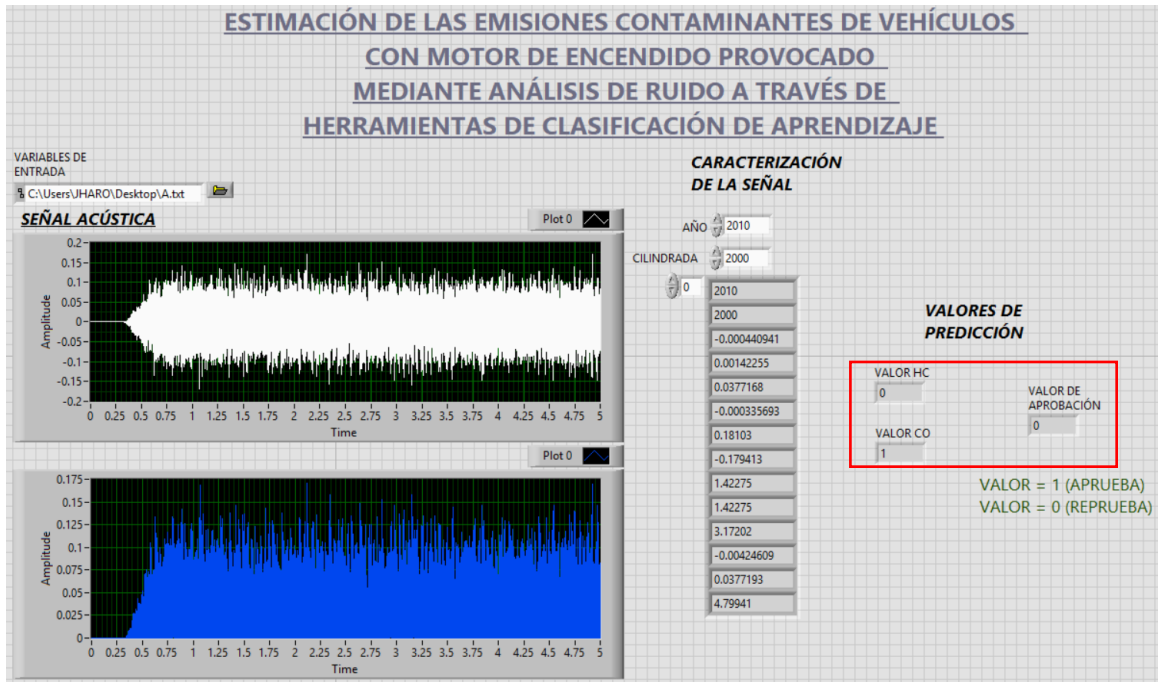 ESTIMACIÓN DE LAS EMISIONES CONTAMINANTES DE VEHÍCULOS
CON MOTOR DE ENCENDIDO PROVOCADO
MEDIANTE ANÁLISIS DE RUIDO A TRAVÉS DE
HERRAMIENTAS DE CLASIFICACIÓN DE APRENDIZAJE
VARIABLES DE
ENTRADA
C:\Users\JHARO\Desktop\A.txt
SEÑAL ACÚSTICA
Plot 0
Amplitude
0.2
0.15
0.1
0.05
0
-0.05
-0.1
-0.15
-0.2
0 0.25 0.5 0.75 1 1.25 1.5 1.75 2 2.25 2.5 2.75 3 3.25 3.5 3.75 4 4.25 4.5 4.75 5
Time
Plot 0
Amplitude
0.175
0.15
0.125
0.1
0.075
0.05
0.025
0
0 0.25 0.5 0.75 1 1.25 1.5 1.75 2 2.25 2.5 2.75 3 3.25 3.5 3.75 4 4.25 4.5 4.75 5
Time
CARACTERIZACIÓN
DE LA SEÑAL
AÑO 2010
CILINDRADA 2000
0
2010
2000
-0.000440941
0.00142255
0.0377168
-0.000335693
0.18103
-0.179413
1.42275
1.42275
3.17202
-0.00424609
0.0377193
4.79941
VALORES DE
PREDICCIÓN
VALOR HC
0
VALOR CO
1
VALOR DE
APROBACIÓN
0
VALOR = 1 (APRUEBA)
VALOR = 0 (REPRUEBA)